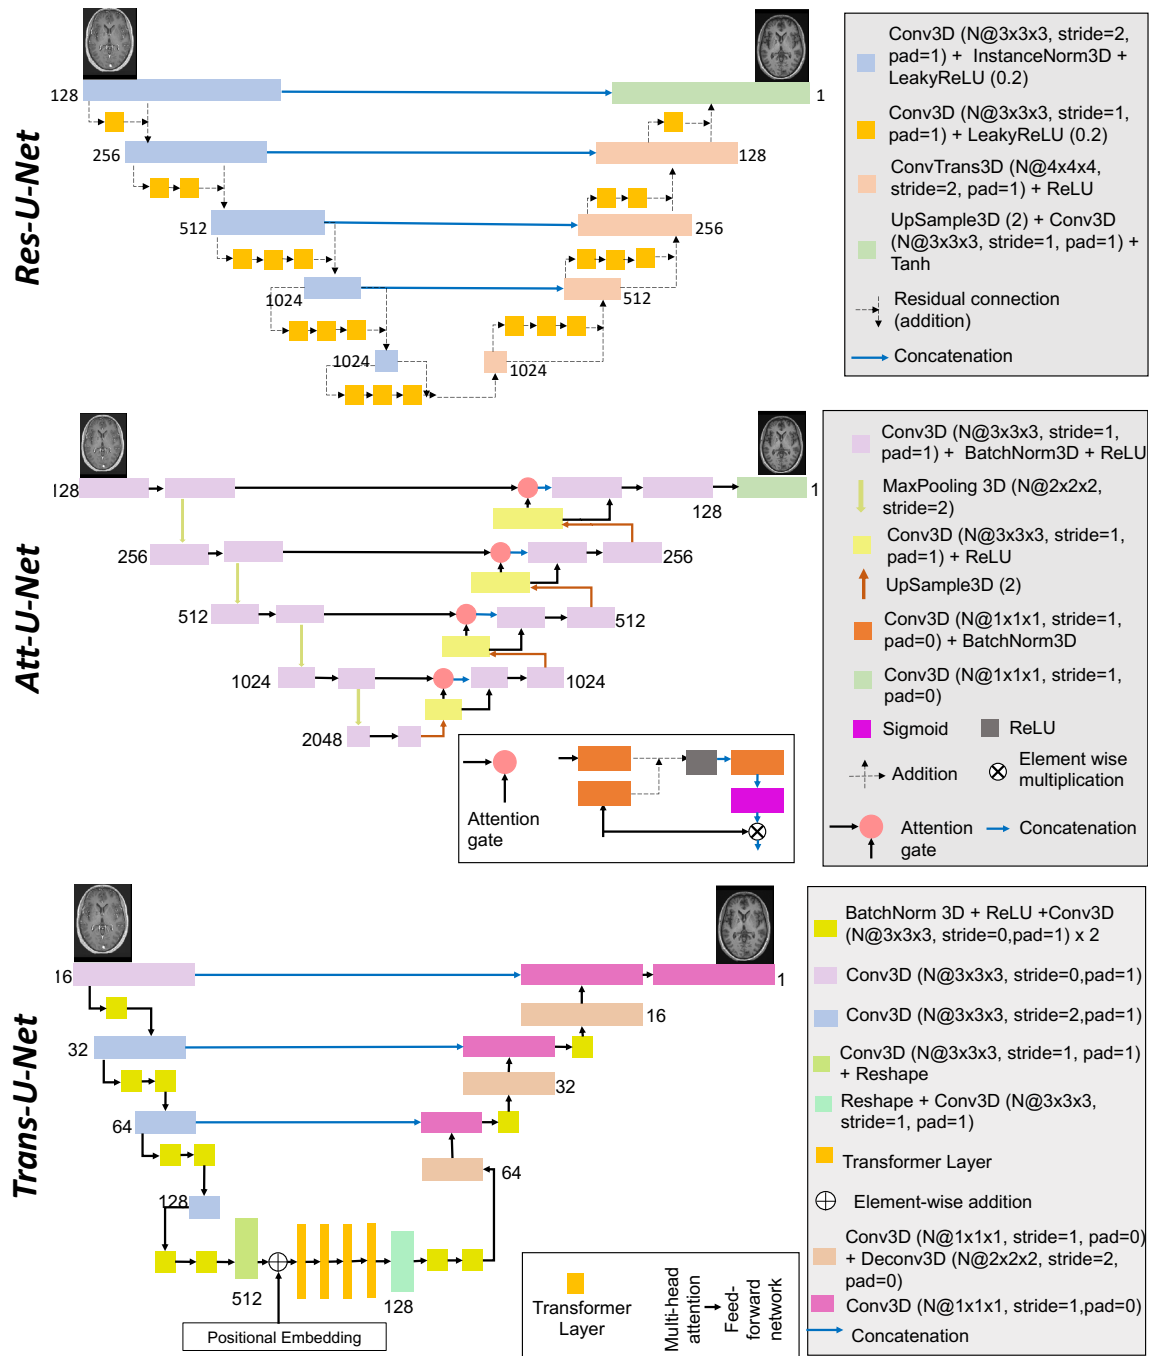 Res-U-Net
128
1
256
128
512
256
1024
512
1024
1024
Conv3D (N@3x3x3, stride=2,
pad=1) + InstanceNorm3D +
LeakyReLU (0.2)
Conv3D (N@3x3x3, stride=1,
pad=1) + LeakyReLU (0.2)
ConvTrans3D (N@4x4x4,
stride=2, pad=1) + ReLU
UpSample3D (2) + Conv3D
(N@3x3x3, stride=1, pad=1) +
Tanh
Residual connection
(addition)
Concatenation
Att-U-Net
128
128
1
256
256
512
512
1024
1024
2048
Attention
gate
Conv3D (N@3x3x3, stride=1,
pad=1) + BatchNorm3D + ReLU
MaxPooling 3D (N@2x2x2,
stride=2)
Conv3D (N@3x3x3, stride=1,
pad=1) + ReLU
UpSample3D (2)
Conv3D (N@1x1x1, stride=1,
pad=0) + BatchNorm3D
Conv3D (N@1x1x1, stride=1,
pad=0)
Sigmoid
ReLU
Addition
Element wise
multiplication
Attention
gate
Concatenation
Trans-U-Net
16
1
16
32
32
64
64
128
512
128
Positional Embedding
Transformer
Layer
Multi-head
attention
Feed-
forward
network
BatchNorm 3D + ReLU +Conv3D
(N@3x3x3, stride=0,pad=1) x 2
Conv3D (N@3x3x3, stride=0,pad=1)
Conv3D (N@3x3x3, stride=2,pad=1)
Conv3D (N@3x3x3, stride=1, pad=1)
+ Reshape
Reshape + Conv3D (N@3x3x3,
stride=1, pad=1)
Transformer Layer
Element-wise addition
Conv3D (N@1x1x1, stride=1, pad=0)
+ Deconv3D (N@2x2x2, stride=2,
pad=0)
Conv3D (N@1x1x1, stride=1,pad=0)
Concatenation